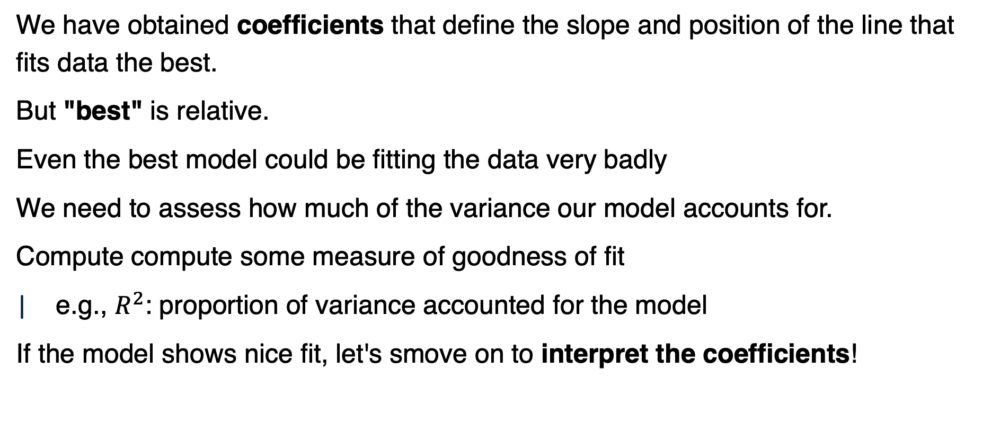 We have obtained coefficients that define the slope and position of the line that
fits data the best.
But "best" is relative.
Even the best model could be fitting the data very badly
We need to assess how much of the variance our model accounts for.
Compute compute some measure of goodness of fit
e.g., R²: proportion of variance accounted for the model
If the model shows nice fit, let's smove on to interpret the coefficients!